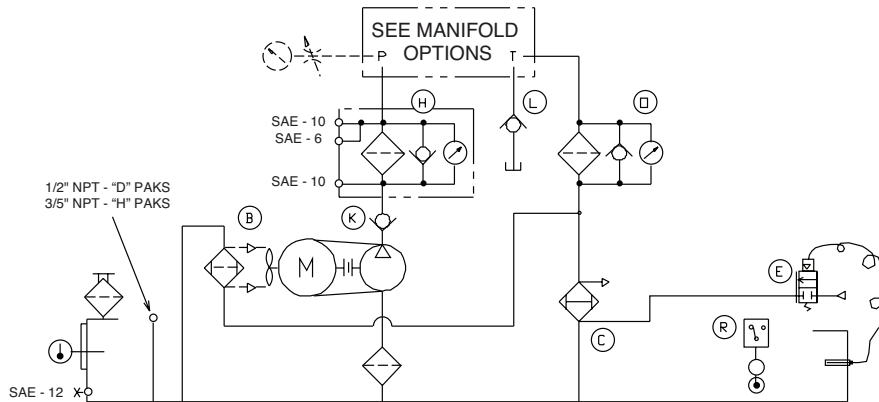 SEE MANIFOLD
OPTIONS
P T
H L O
SAE - 10
SAE - 6
SAE - 10
1/2" NPT - “D” PAKS
3/5" NPT - “H” PAKS
B K
M
E
R C
SAE - 12 X